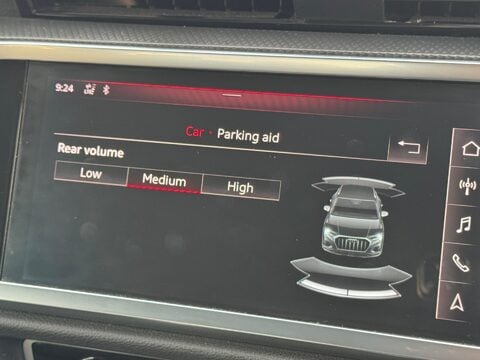 9:24
Car · Parking aid
Rear volume
Low
Medium
High